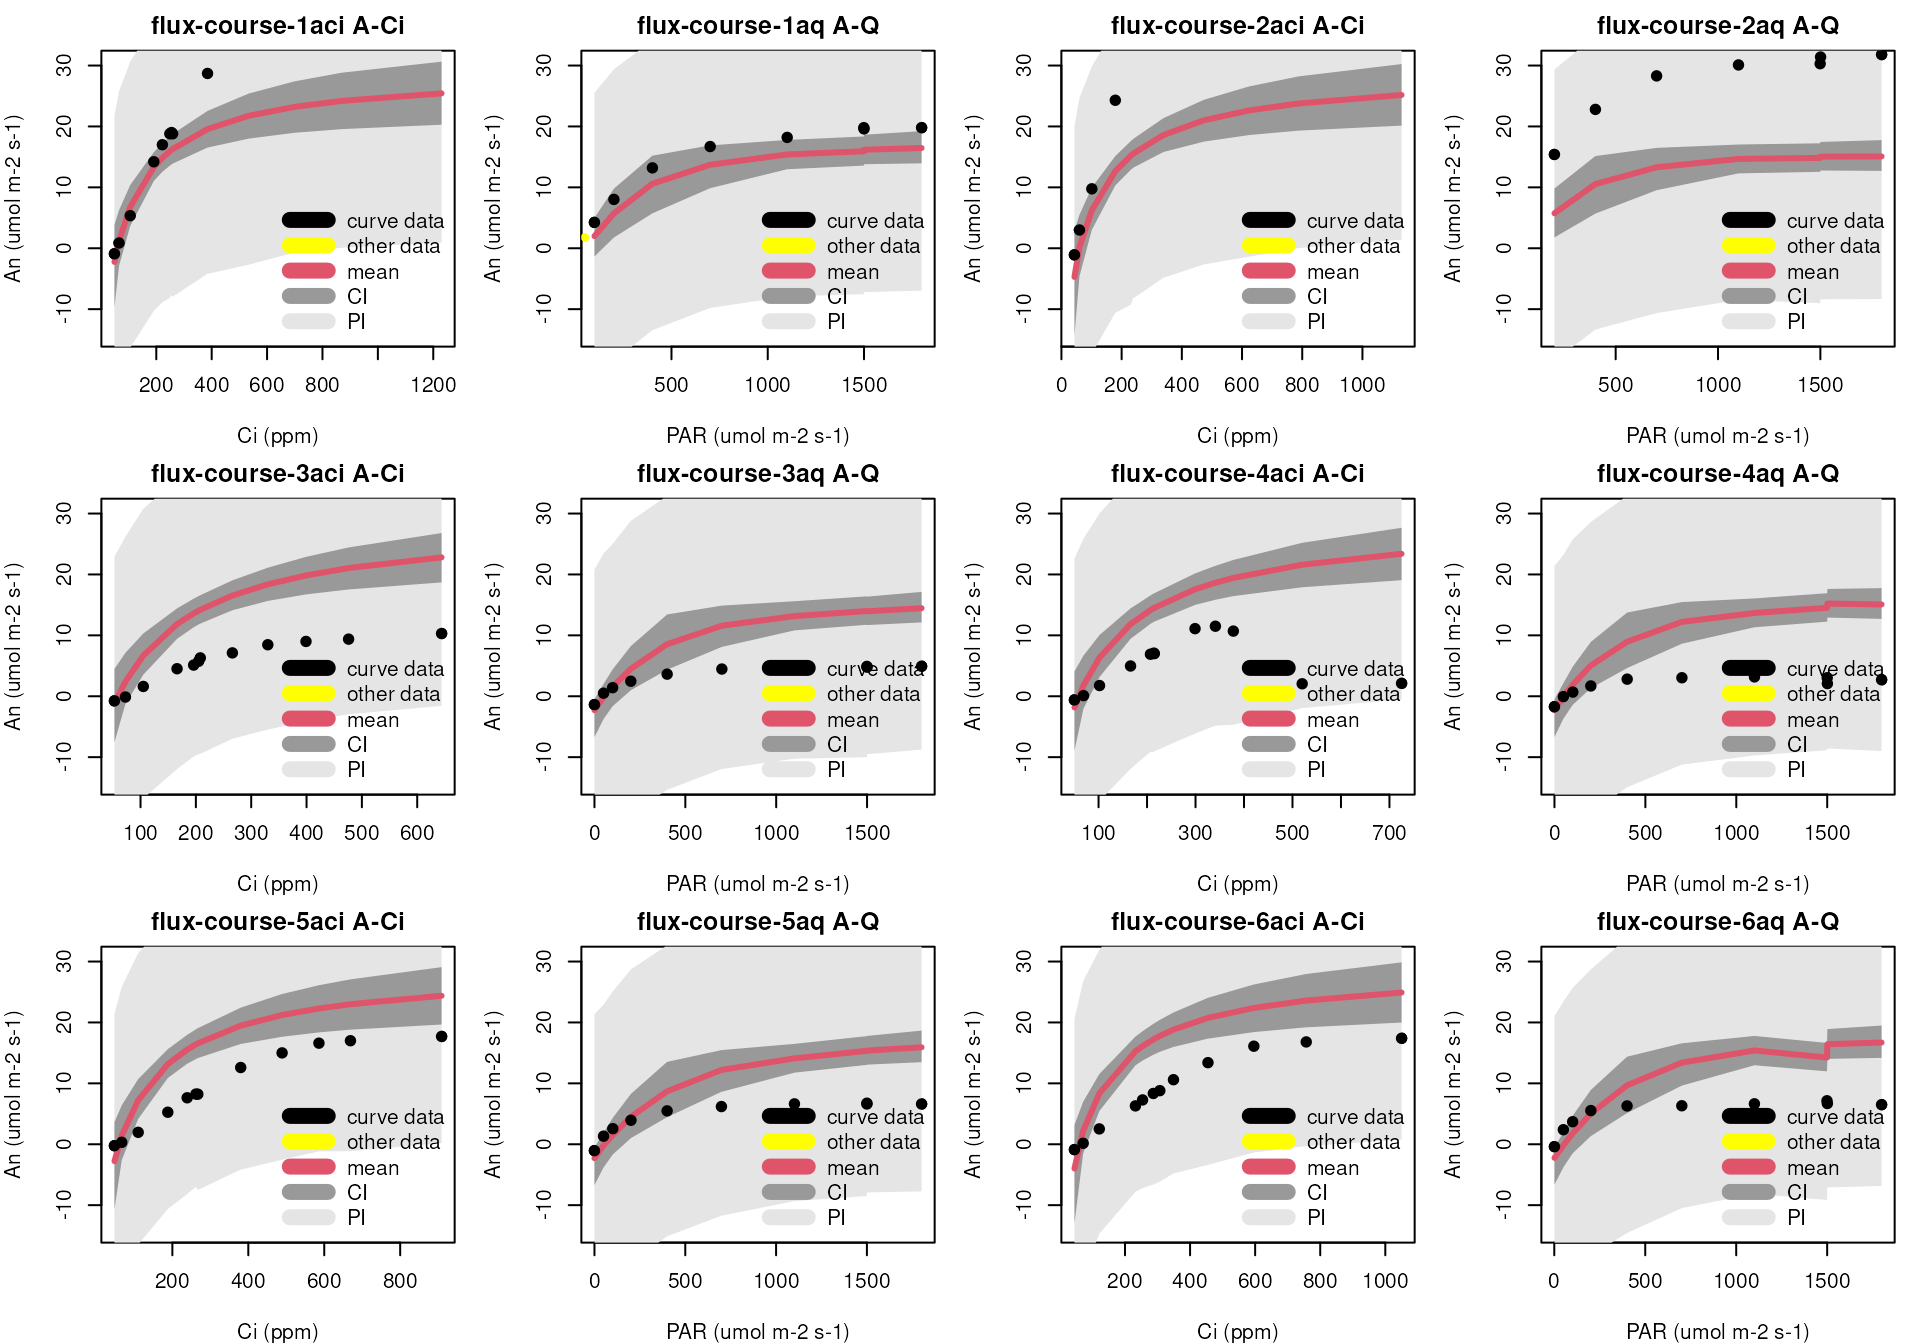 flux-course-1aci A-Ci
An (umol m-2 s-1)
30
20
10
0
-10
curve data
other data
mean
CI
PI
200 400 600 800 1200
Ci (ppm)
flux-course-1aq A-Q
An (umol m-2 s-1)
30
20
10
0
-10
curve data
other data
mean
CI
PI
500 1000 1500
PAR (umol m-2 s-1)
flux-course-2aci A-Ci
An (umol m-2 s-1)
30
20
10
0
-10
curve data
other data
mean
CI
PI
0 200 400 600 800 1000
Ci (ppm)
flux-course-2aq A-Q
An (umol m-2 s-1)
30
20
10
0
-10
curve data
other data
mean
CI
PI
500 1000 1500
PAR (umol m-2 s-1)
flux-course-3aci A-Ci
An (umol m-2 s-1)
30
20
10
0
-10
curve data
other data
mean
CI
PI
100 200 300 400 500 600
Ci (ppm)
flux-course-3aq A-Q
An (umol m-2 s-1)
30
20
10
0
-10
curve data
other data
mean
CI
PI
0 500 1000 1500
PAR (umol m-2 s-1)
flux-course-4aci A-Ci
An (umol m-2 s-1)
30
20
10
0
-10
curve data
other data
mean
CI
PI
100 300 500 700
Ci (ppm)
flux-course-4aq A-Q
An (umol m-2 s-1)
30
20
10
0
-10
curve data
other data
mean
CI
PI
0 500 1000 1500
PAR (umol m-2 s-1)
flux-course-5aci A-Ci
An (umol m-2 s-1)
30
20
10
0
-10
curve data
other data
mean
CI
PI
200 400 600 800
Ci (ppm)
flux-course-5aq A-Q
An (umol m-2 s-1)
30
20
10
0
-10
curve data
other data
mean
CI
PI
0 500 1000 1500
PAR (umol m-2 s-1)
flux-course-6aci A-Ci
An (umol m-2 s-1)
30
20
10
0
-10
curve data
other data
mean
CI
PI
200 400 600 800 1000
Ci (ppm)
flux-course-6aq A-Q
An (umol m-2 s-1)
30
20
10
0
-10
curve data
other data
mean
CI
PI
0 500 1000 1500
PAR (umol m-2 s-1)